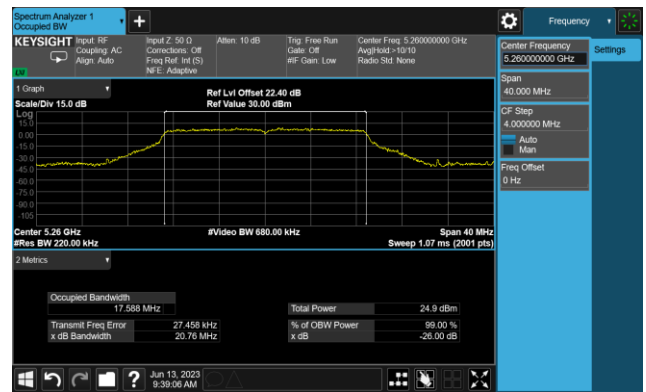 Spectrum Analyzer 1
Occupied BW
Frequency
KEYSIGHT
Input: RF
Coupling: AC
Align: Auto
Input Z: 50 Ω
Corrections: Off
Freq Ref: Int (S)
NFE: Adaptive
Atten: 10 dB
Trig: Free Run
Gate: Off
#IF Gain: Low
Center Freq: 5.260000000 GHz
Avg|Hold:>10/10
Radio Std: None
LV
Center Frequency
5.260000000 GHz
Settings
Span
40.000 MHz
CF Step
4.000000 MHz
Auto
Man
Freq Offset
0 Hz
1 Graph
Scale/Div 15.0 dB
Ref Lvl Offset 22.40 dB
Ref Value 30.00 dBm
Log
15.0
0.00
-15.0
-30.0
-45.0
-60.0
-75.0
-90.0
-105
Center 5.26 GHz
#Res BW 220.00 kHz
#Video BW 680.00 kHz
Span 40 MHz
Sweep 1.07 ms (2001 pts)
2 Metrics
Occupied Bandwidth
17.588 MHz
Total Power 24.9 dBm
Transmit Freq Error 27.458 kHz
% of OBW Power 99.00 %
x dB Bandwidth 20.76 MHz
x dB -26.00 dB
?
Jun 13, 2023
9:39:06 AM